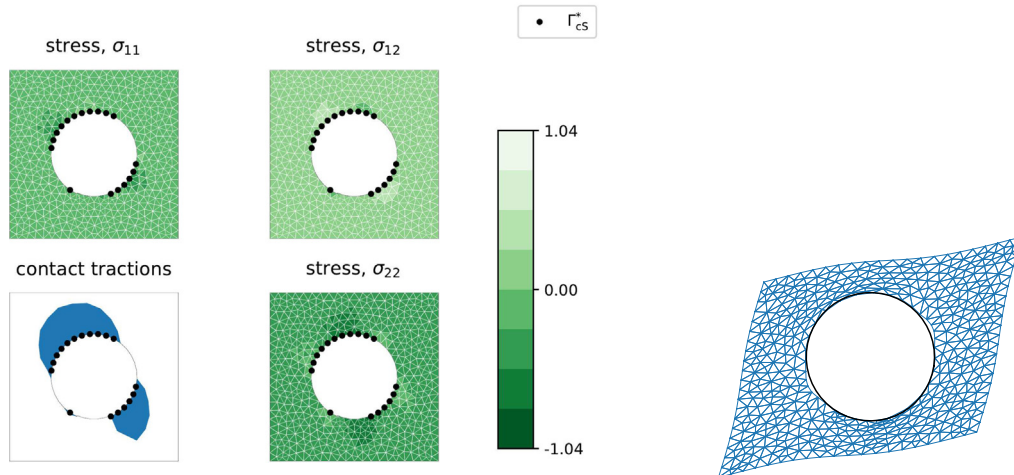 Γ*cS
stress, σ11
stress, σ12
1.04
0.00
-1.04
contact tractions
stress, σ22